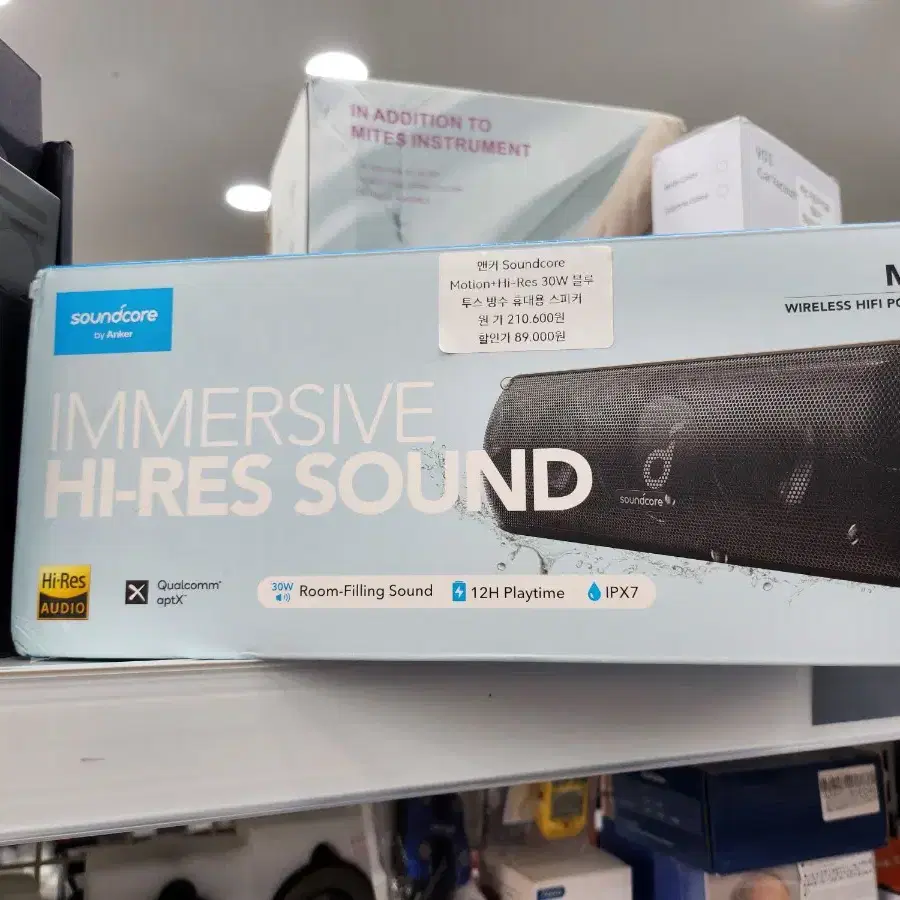 IN ADDITION TO
MITES INSTRUMENT
앤커 Soundcore
Motion+Hi-Res 30W 블루
투스 방수 휴대용 스피커
원 가 210.600원
할인가 89.000원
soundcore
by Anker
WIRELESS HIFI
IMMERSIVE
HI-RES SOUND
soundcore
Hi-Res
AUDIO
Qualcomm
aptX
30W
Room-Filling Sound
12H Playtime
IPX7